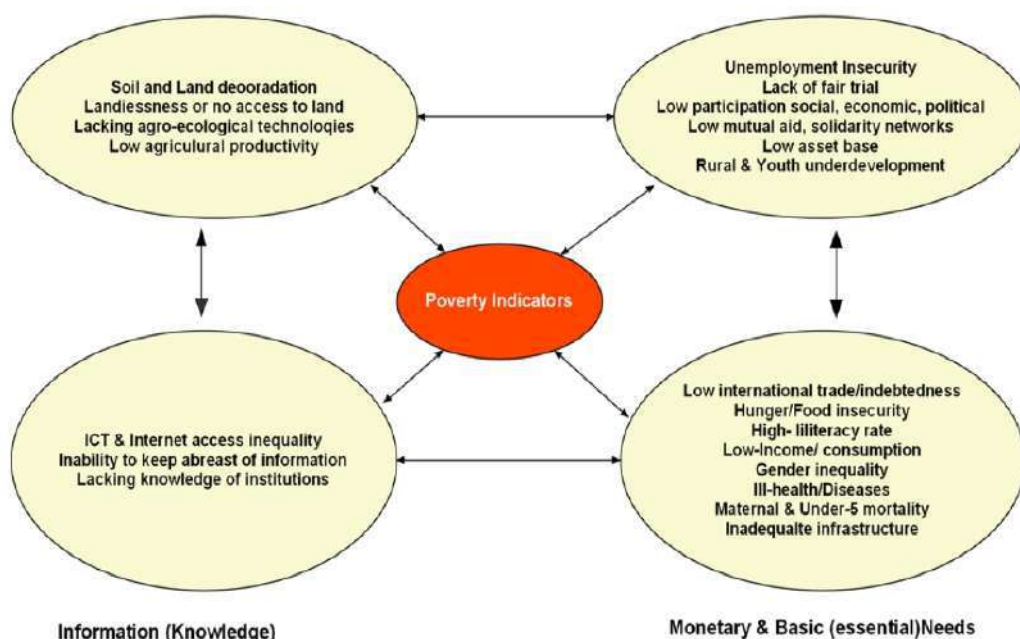 Soil and Land deooradation
Landiessness or no access to land
Lacking agro-ecological technoloqies
Low agriculural productivity
Unemployment Insecurity
Lack of fair trial
Low participation social, economic, political
Low mutual aid, solidarity networks
Low asset base
Rural & Youth underdevelopment
Poverty Indicators
ICT & Internet access inequality
Inability to keep abreast of information
Lacking knowledge of institutions
Low international trade/indebtedness
Hunger/Food insecurity
High- liliteracy rate
Low-Income/ consumption
Gender inequality
Ill-health/Diseases
Maternal & Under-5 mortality
Inadequalte infrastructure
Information (Knowledge)
Monetary & Basic (essential)Needs